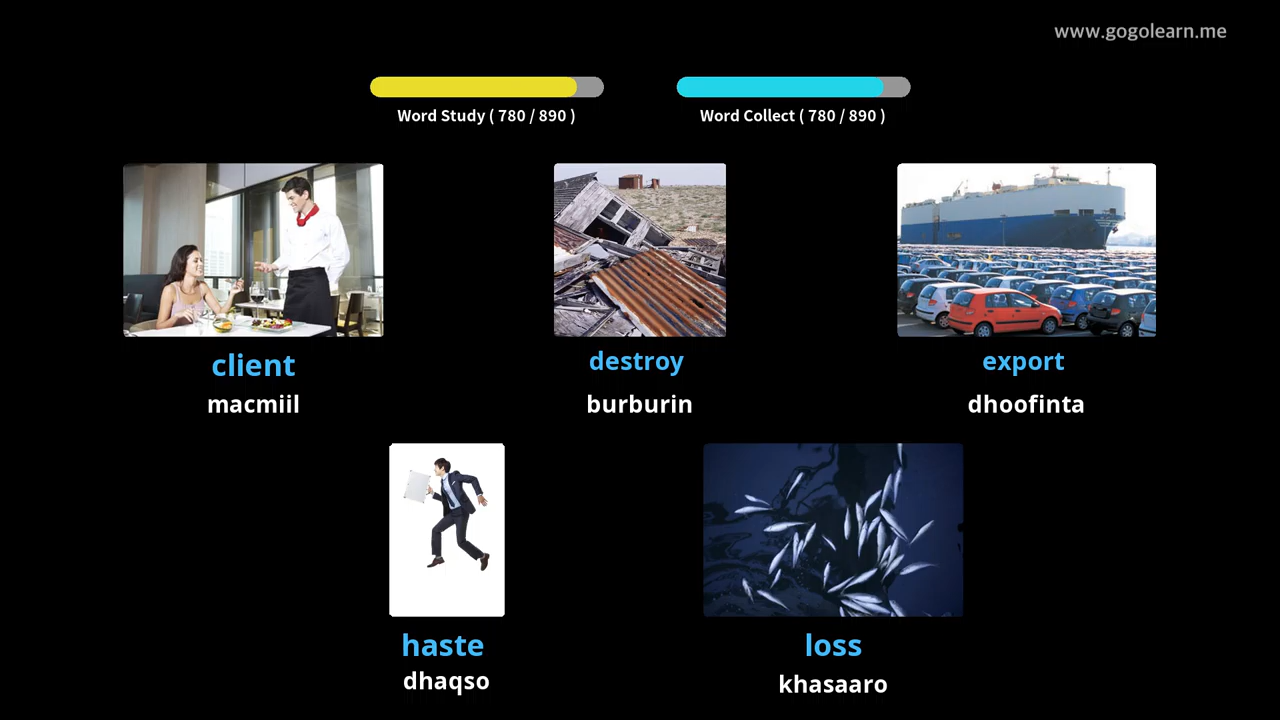 www.gogolearn.me
Word Study ( 780 / 890 )
Word Collect ( 780 / 890 )
client
macmiil
destroy
burburin
export
dhoofinta
haste
dhaqso
loss
khasaaro